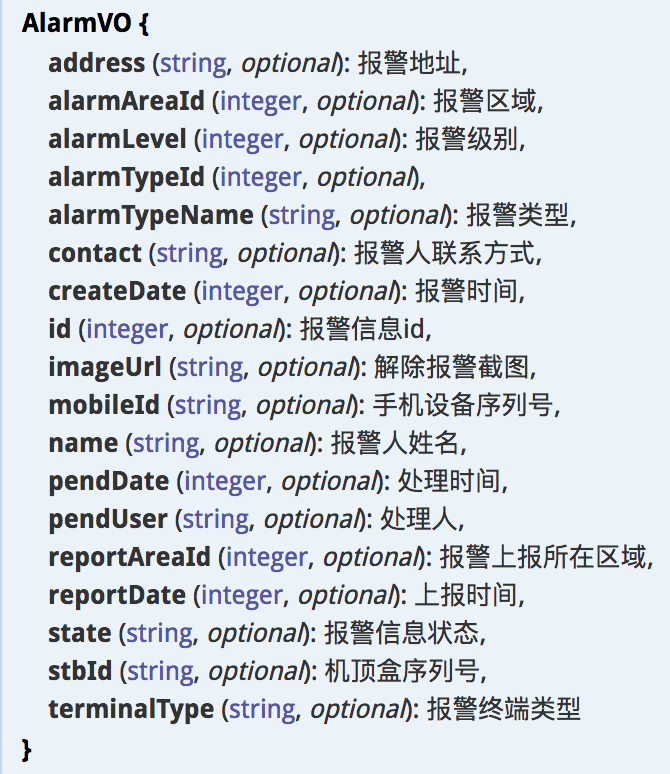 AlarmVO {
address (string, optional): 报警地址,
alarmAreaId (integer, optional): 报警区域,
alarmLevel (integer, optional): 报警级别,
alarmTypeId (integer, optional),
alarmTypeName (string, optional): 报警类型,
contact (string, optional): 报警人联系方式,
createDate (integer, optional): 报警时间,
id (integer, optional): 报警信息id,
imageUrl (string, optional): 解除报警截图,
mobileId (string, optional): 手机设备序列号,
name (string, optional): 报警人姓名,
pendDate (integer, optional): 处理时间,
pendUser (string, optional): 处理人,
reportAreaId (integer, optional): 报警上报所在区域,
reportDate (integer, optional): 上报时间,
state (string, optional): 报警信息状态,
stbId (string, optional): 机顶盒序列号,
terminalType (string, optional): 报警终端类型
}